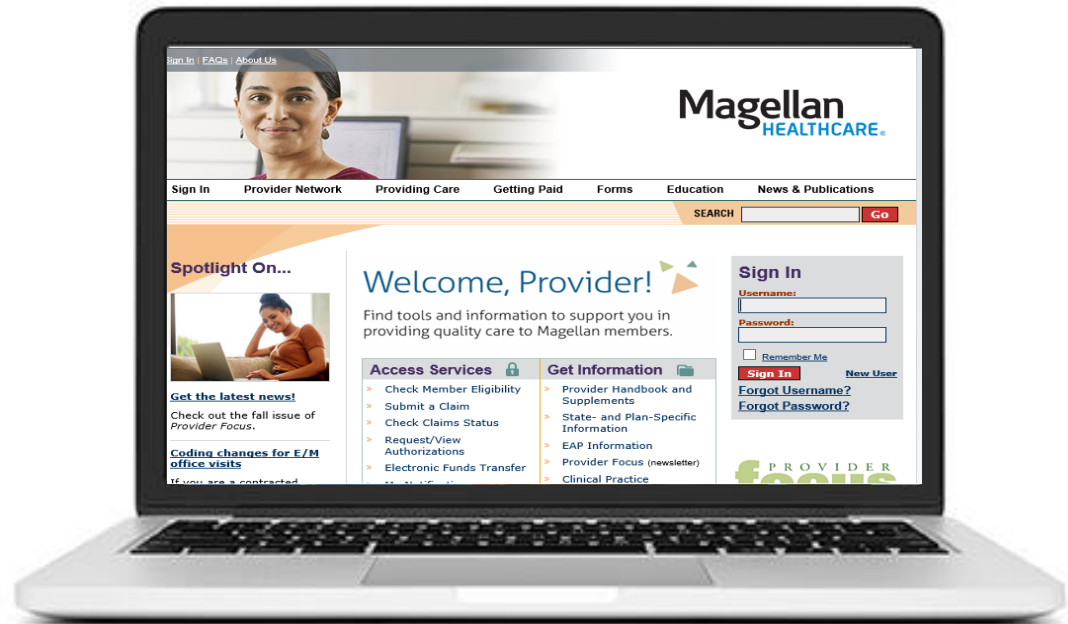 Sign In | FAQs | About Us
Magellan
HEALTHCARE®
Sign In Provider Network Providing Care Getting Paid Forms Education News & Publications
SEARCH Go
Spotlight On...
Get the latest news!
Check out the fall issue of
Provider Focus.
Coding changes for E/M
office visits
If you are a contracted
Welcome, Provider!
Find tools and information to support you in
providing quality care to Magellan members.
Access Services
» Check Member Eligibility
» Submit a Claim
» Check Claims Status
» Request/View
Authorizations
» Electronic Funds Transfer
Get Information
» Provider Handbook and
Supplements
» State- and Plan-Specific
Information
» EAP Information
» Provider Focus (newsletter)
» Clinical Practice
Sign In
Username:
Password:
Remember Me
Sign In New User
Forgot Username?
Forgot Password?
PROVIDER
focus